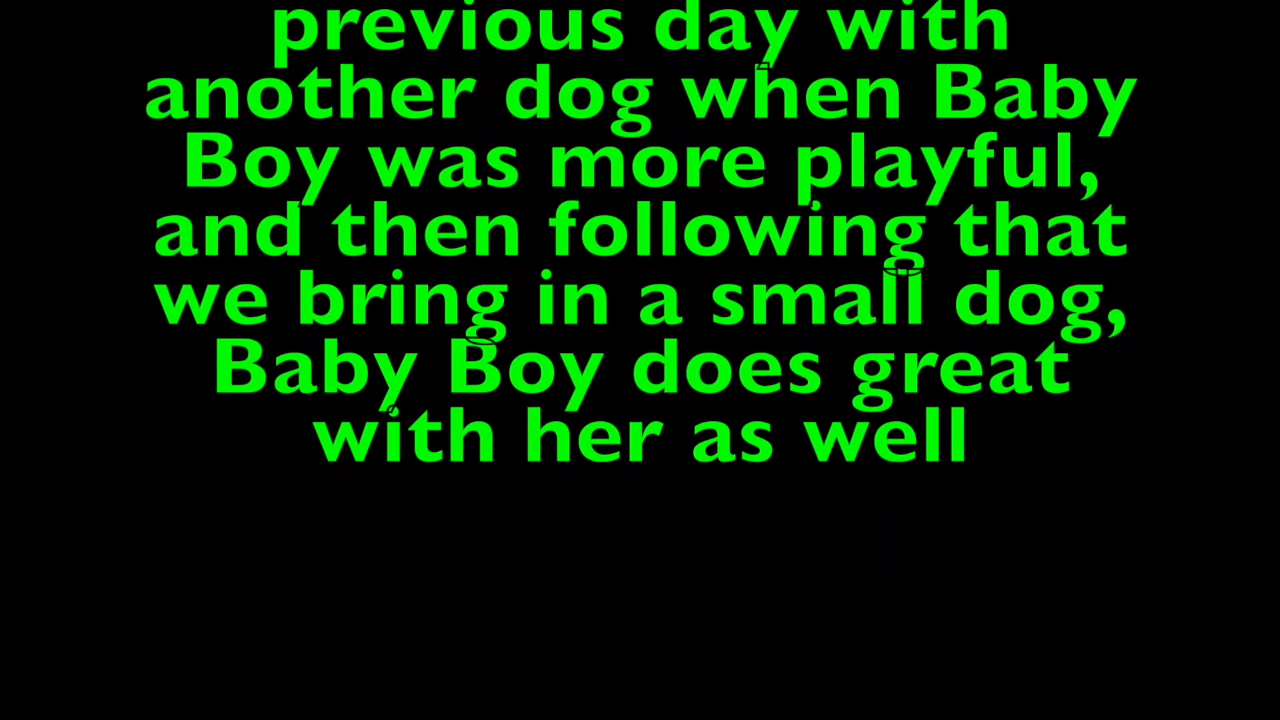 previous day with
another dog when Baby
Boy was more playful,
and then following that
we bring in a small dog,
Baby Boy does great
with her as well